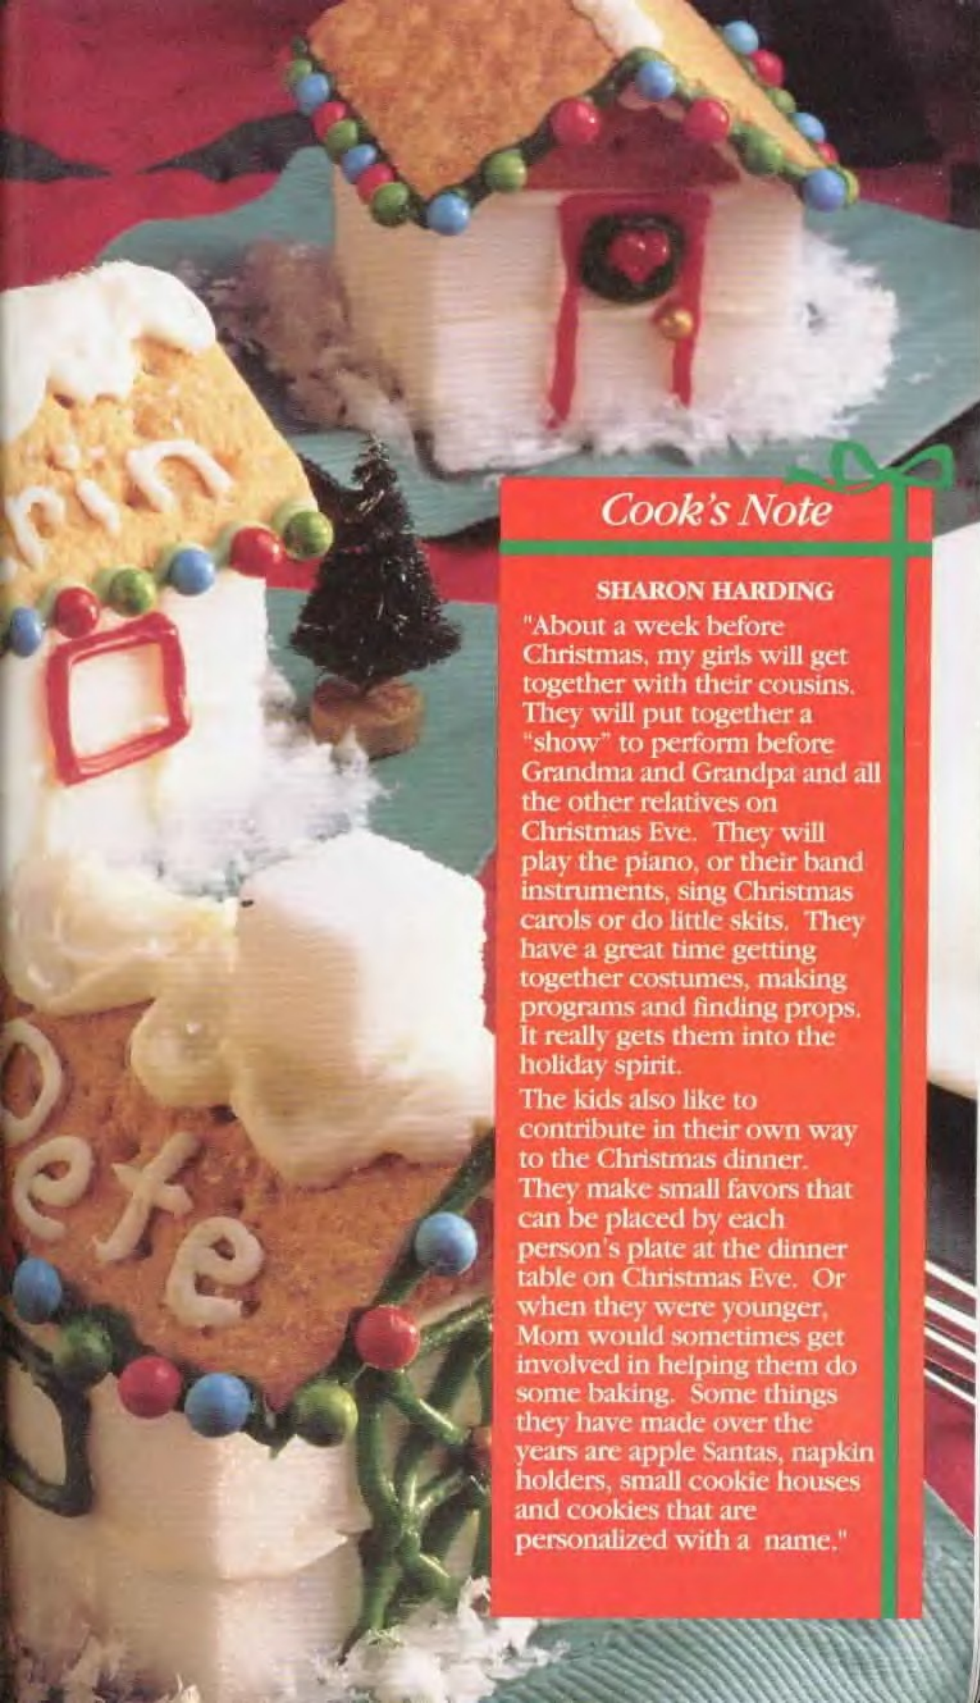 rin
Pete
Cook's Note
SHARON HARDING
"About a week before
Christmas, my girls will get
together with their cousins.
They will put together a
"show" to perform before
Grandma and Grandpa and all
the other relatives on
Christmas Eve. They will
play the piano, or their band
instruments, sing Christmas
carols or do little skits. They
have a great time getting
together costumes, making
programs and finding props.
It really gets them into the
holiday spirit.
The kids also like to
contribute in their own way
to the Christmas dinner.
They make small favors that
can be placed by each
person's plate at the dinner
table on Christmas Eve. Or
when they were younger,
Mom would sometimes get
involved in helping them do
some baking. Some things
they have made over the
years are apple Santas, napkin
holders, small cookie houses
and cookies that are
personalized with a name."